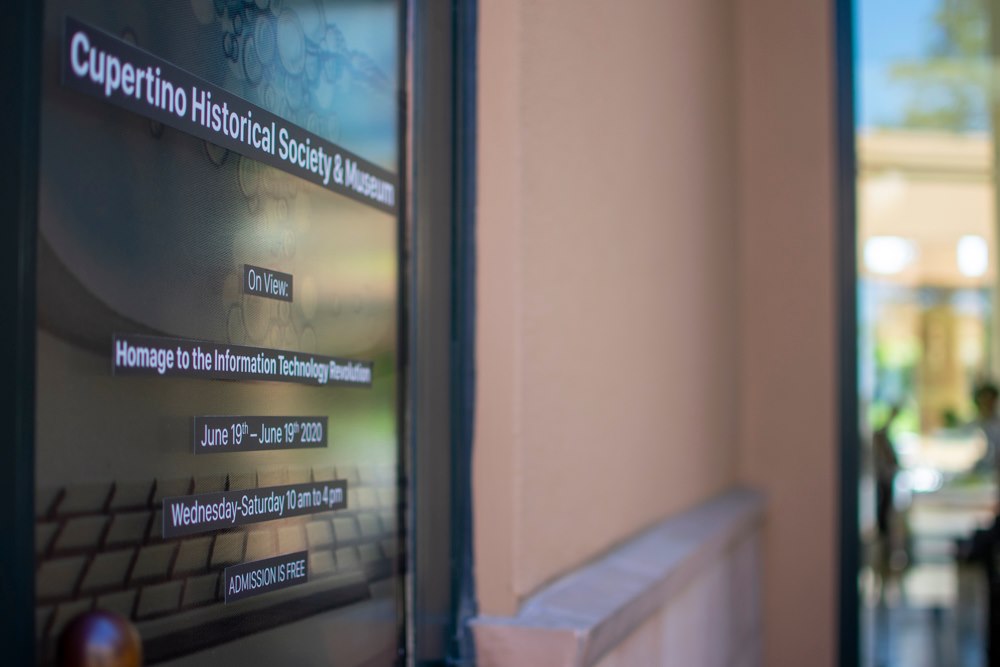 Cupertino Historical Society & Museum
On View:
Homage to the Information Technology Revolution
June 19th – June 19th 2020
Wednesday-Saturday 10 am to 4 pm
ADMISSION IS FREE